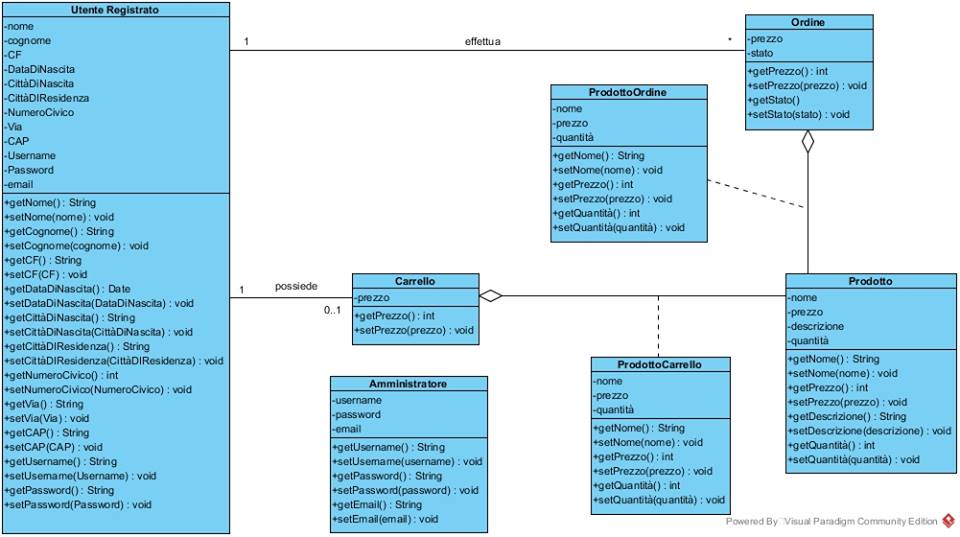 Utente Registrato
-nome
-cognome
-CF
-DataDiNascita
-CittàDiNascita
-CittàDIResidenza
-NumeroCivico
-Via
-CAP
-Username
-Password
-email
+getNome() : String
+setNome(nome) : void
+getCognome() : String
+setCognome(cognome) : void
+getCF() : String
+setCF(CF) : void
+getDataDiNascita() : Date
+setDataDiNascita(DataDiNascita) : void
+getCittàDiNascita() : String
+setCittàDiNascita(CittàDiNascita) : void
+getCittàDIResidenza() : String
+setCittàDIResidenza(CittàDIResidenza) : void
+getNumeroCivico() : int
+setNumeroCivico(NumeroCivico) : void
+getVia() : String
+setVia(Via) : void
+getCAP() : String
+setCAP(CAP) : void
+getUsername() : String
+setUsername(Username) : void
+getPassword() : String
+setPassword(Password) : void
1
effettua
*
Ordine
-prezzo
-stato
+getPrezzo() : int
+setPrezzo(prezzo) : void
+getStato()
+setStato(stato) : void
ProdottoOrdine
-nome
-prezzo
-quantità
+getNome() : String
+setNome(nome) : void
+getPrezzo() : int
+setPrezzo(prezzo) : void
+getQuantità() : int
+setQuantità(quantità) : void
1
possiede
0..1
Carrello
-prezzo
+getPrezzo() : int
+setPrezzo(prezzo) : void
Prodotto
-nome
-prezzo
-descrizione
-quantità
+getNome() : String
+setNome(nome) : void
+getPrezzo() : int
+setPrezzo(prezzo) : void
+getDescrizione() : String
+setDescrizione(descrizione) : void
+getQuantità() : int
+setQuantità(quantità) : void
Amministratore
-username
-password
-email
+getUsername() : String
+setUsername(username) : void
+getPassword() : String
+setPassword(password) : void
+getEmail() : String
+setEmail(email) : void
ProdottoCarrello
-nome
-prezzo
-quantità
+getNome() : String
+setNome(nome) : void
+getPrezzo() : int
+setPrezzo(prezzo) : void
+getQuantità() : int
+setQuantità(quantità) : void
Powered By Visual Paradigm Community Edition